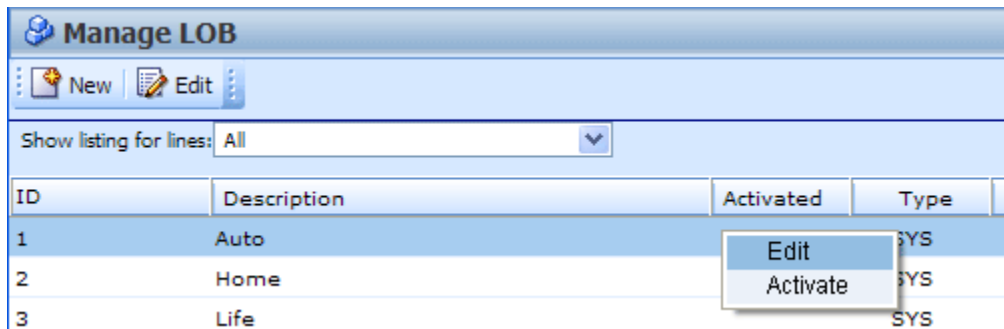 Manage LOB
New Edit
Show listing for lines: All
ID Description Activated Type
1 Auto SYS
Edit
2 Home SYS
Activate
3 Life SYS